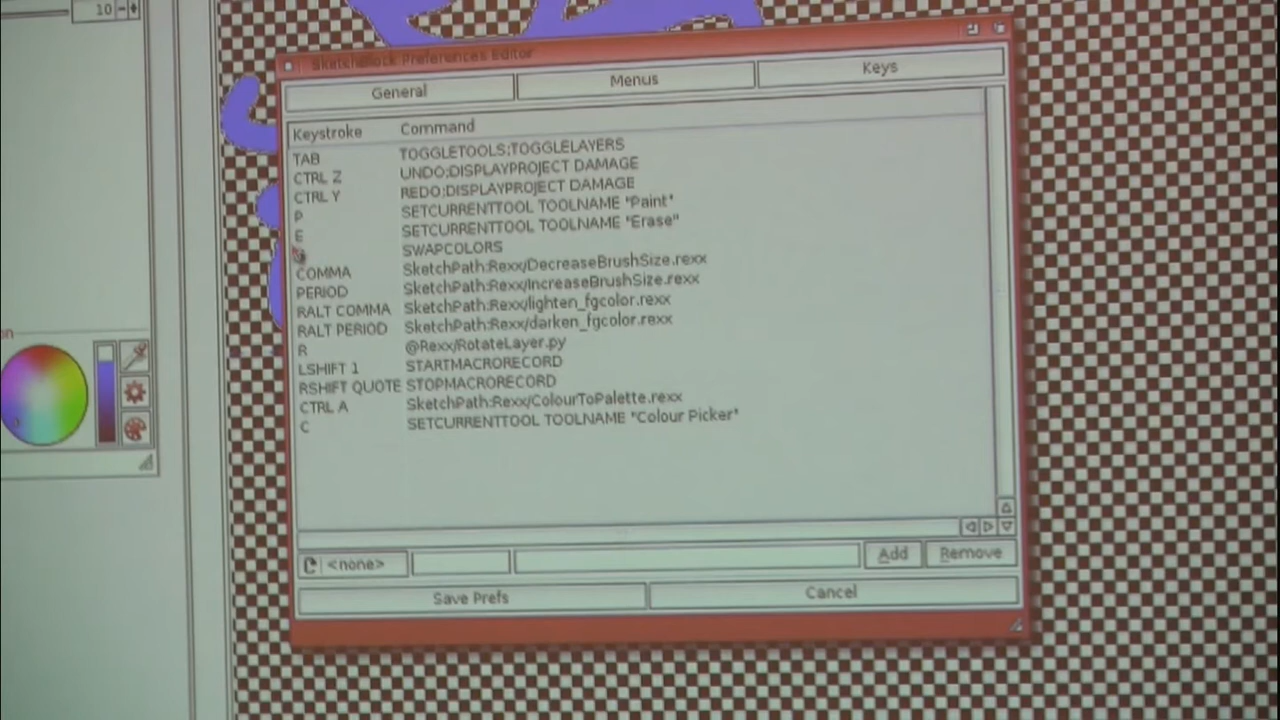 10
SketchBlock Preferences Editor
General Menus Keys
Keystroke Command
TAB TOGGLETOOLS;TOGGLELAYERS
CTRL Z UNDO;DISPLAYPROJECT DAMAGE
CTRL Y REDO;DISPLAYPROJECT DAMAGE
P SETCURRENTTOOL TOOLNAME "Paint"
E SETCURRENTTOOL TOOLNAME "Erase"
SWAPCOLORS
COMMA SketchPath:Rexx/DecreaseBrushSize.rexx
PERIOD SketchPath:Rexx/IncreaseBrushSize.rexx
RALT COMMA SketchPath:Rexx/lighten_fgcolor.rexx
RALT PERIOD SketchPath:Rexx/darken_fgcolor.rexx
R @Rexx/RotateLayer.py
LSHIFT 1 STARTMACRORECORD
RSHIFT QUOTE STOPMACRORECORD
CTRL A SketchPath:Rexx/ColourToPalette.rexx
C SETCURRENTTOOL TOOLNAME "Colour Picker"
<none> Add Remove
Save Prefs Cancel